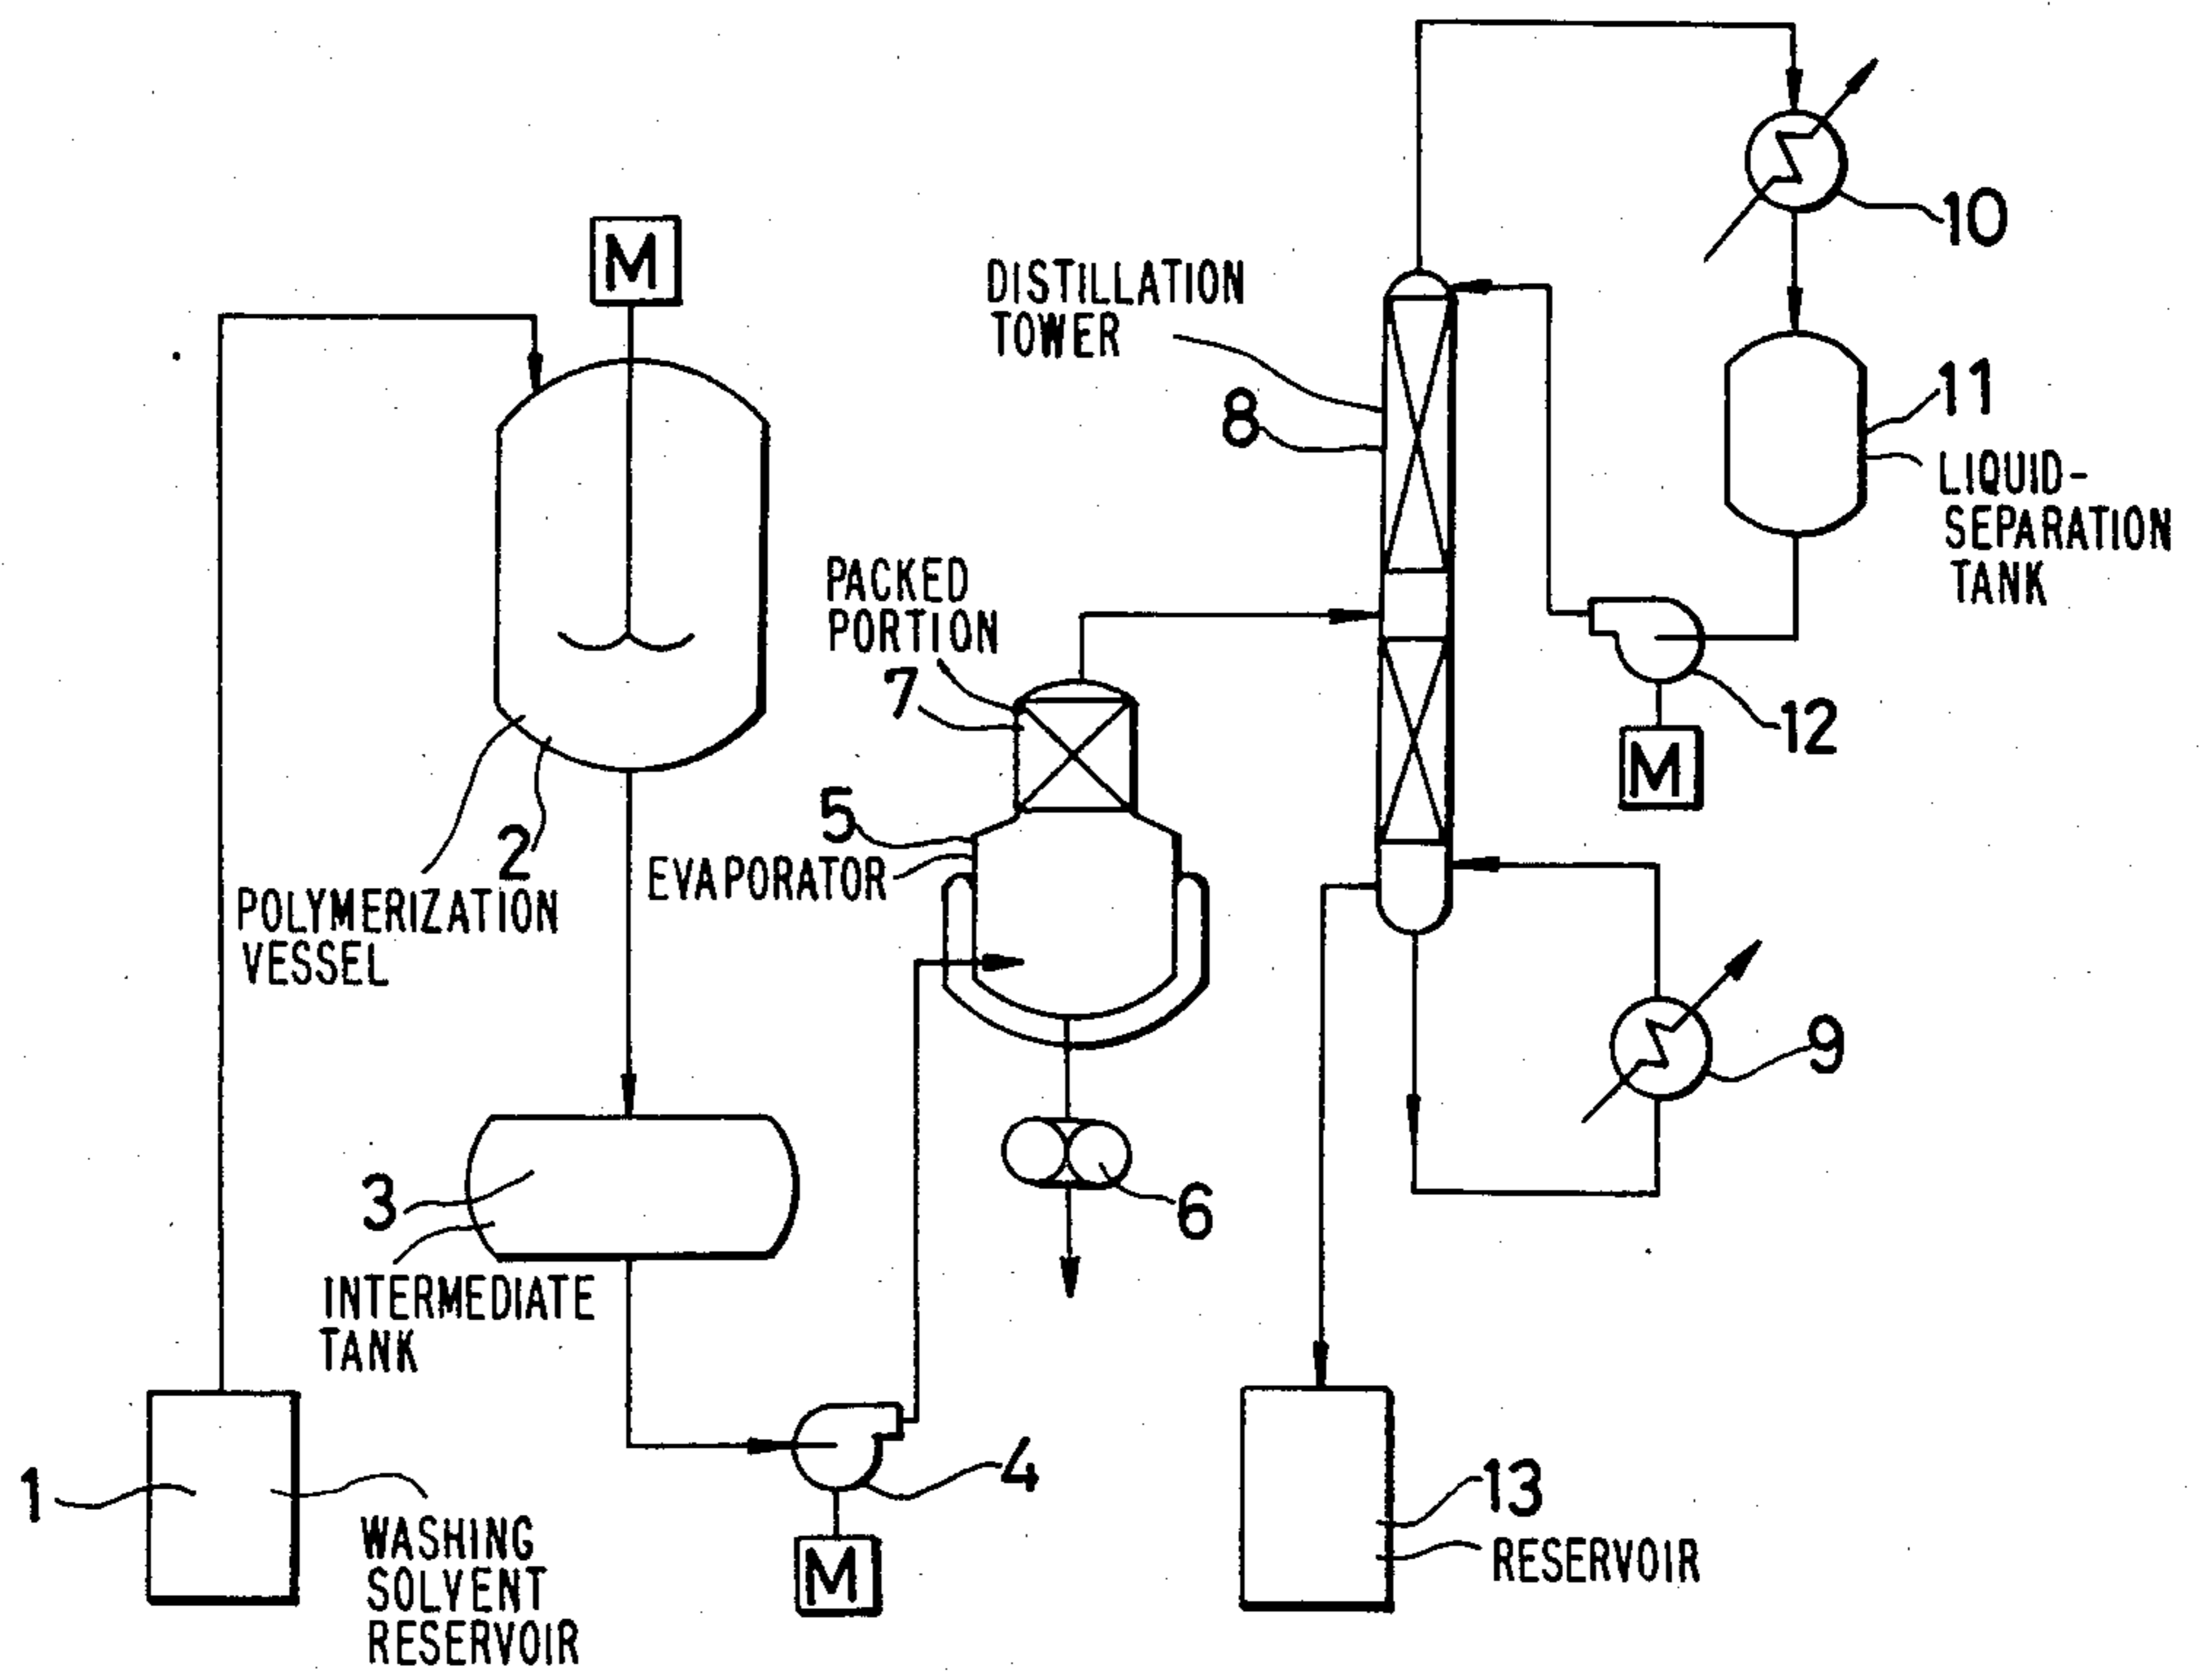 M
10
DISTILLATION
TOWER
8
11
LIQUID-
SEPARATION
TANK
PACKED
PORTION
7
12
M
5
EVAPORATOR
2
POLYMERIZATION
VESSEL
9
3
6
INTERMEDIATE
TANK
4
1
13
WASHING
SOLVENT
RESERVOIR
M
RESERVOIR